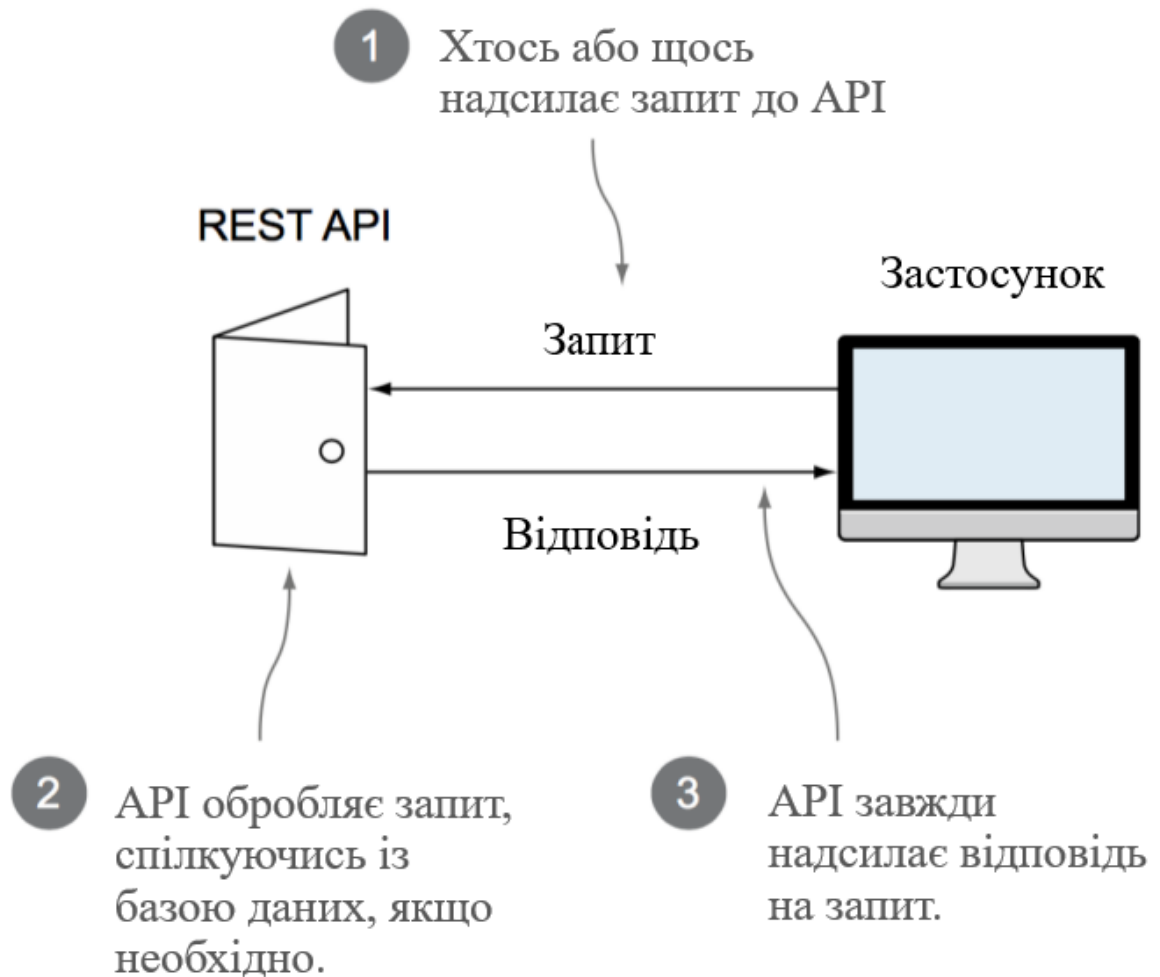 1
Хтось або щось
надсилає запит до API
REST API
Застосунок
Запит
Відповідь
2
API обробляє запит,
спілкуючись із
базою даних, якщо
необхідно.
3
API завжди
надсилає відповідь
на запит.